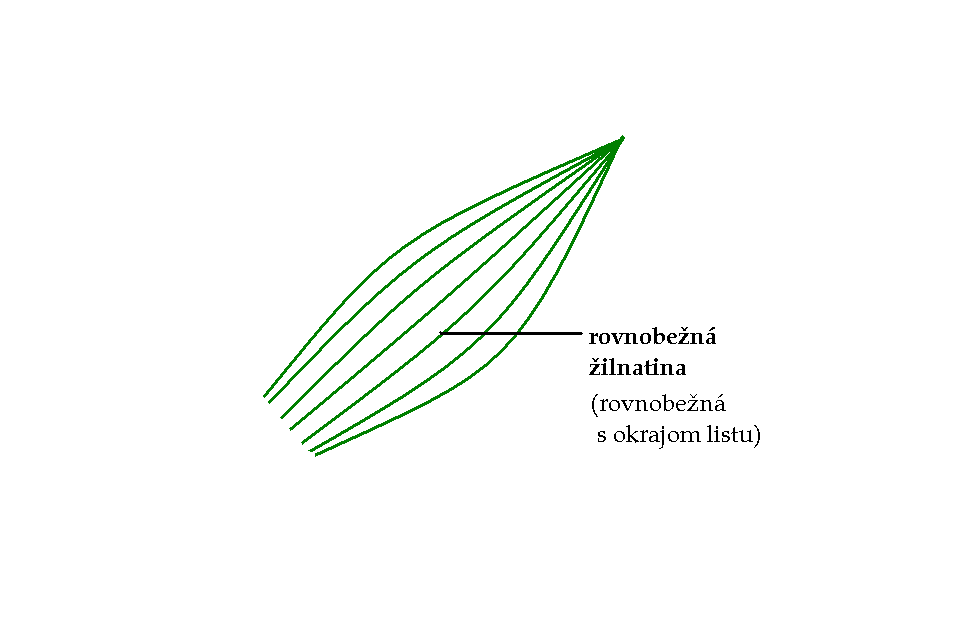 rovnobežná
žilnatina
(rovnobežná
s okrajom listu)